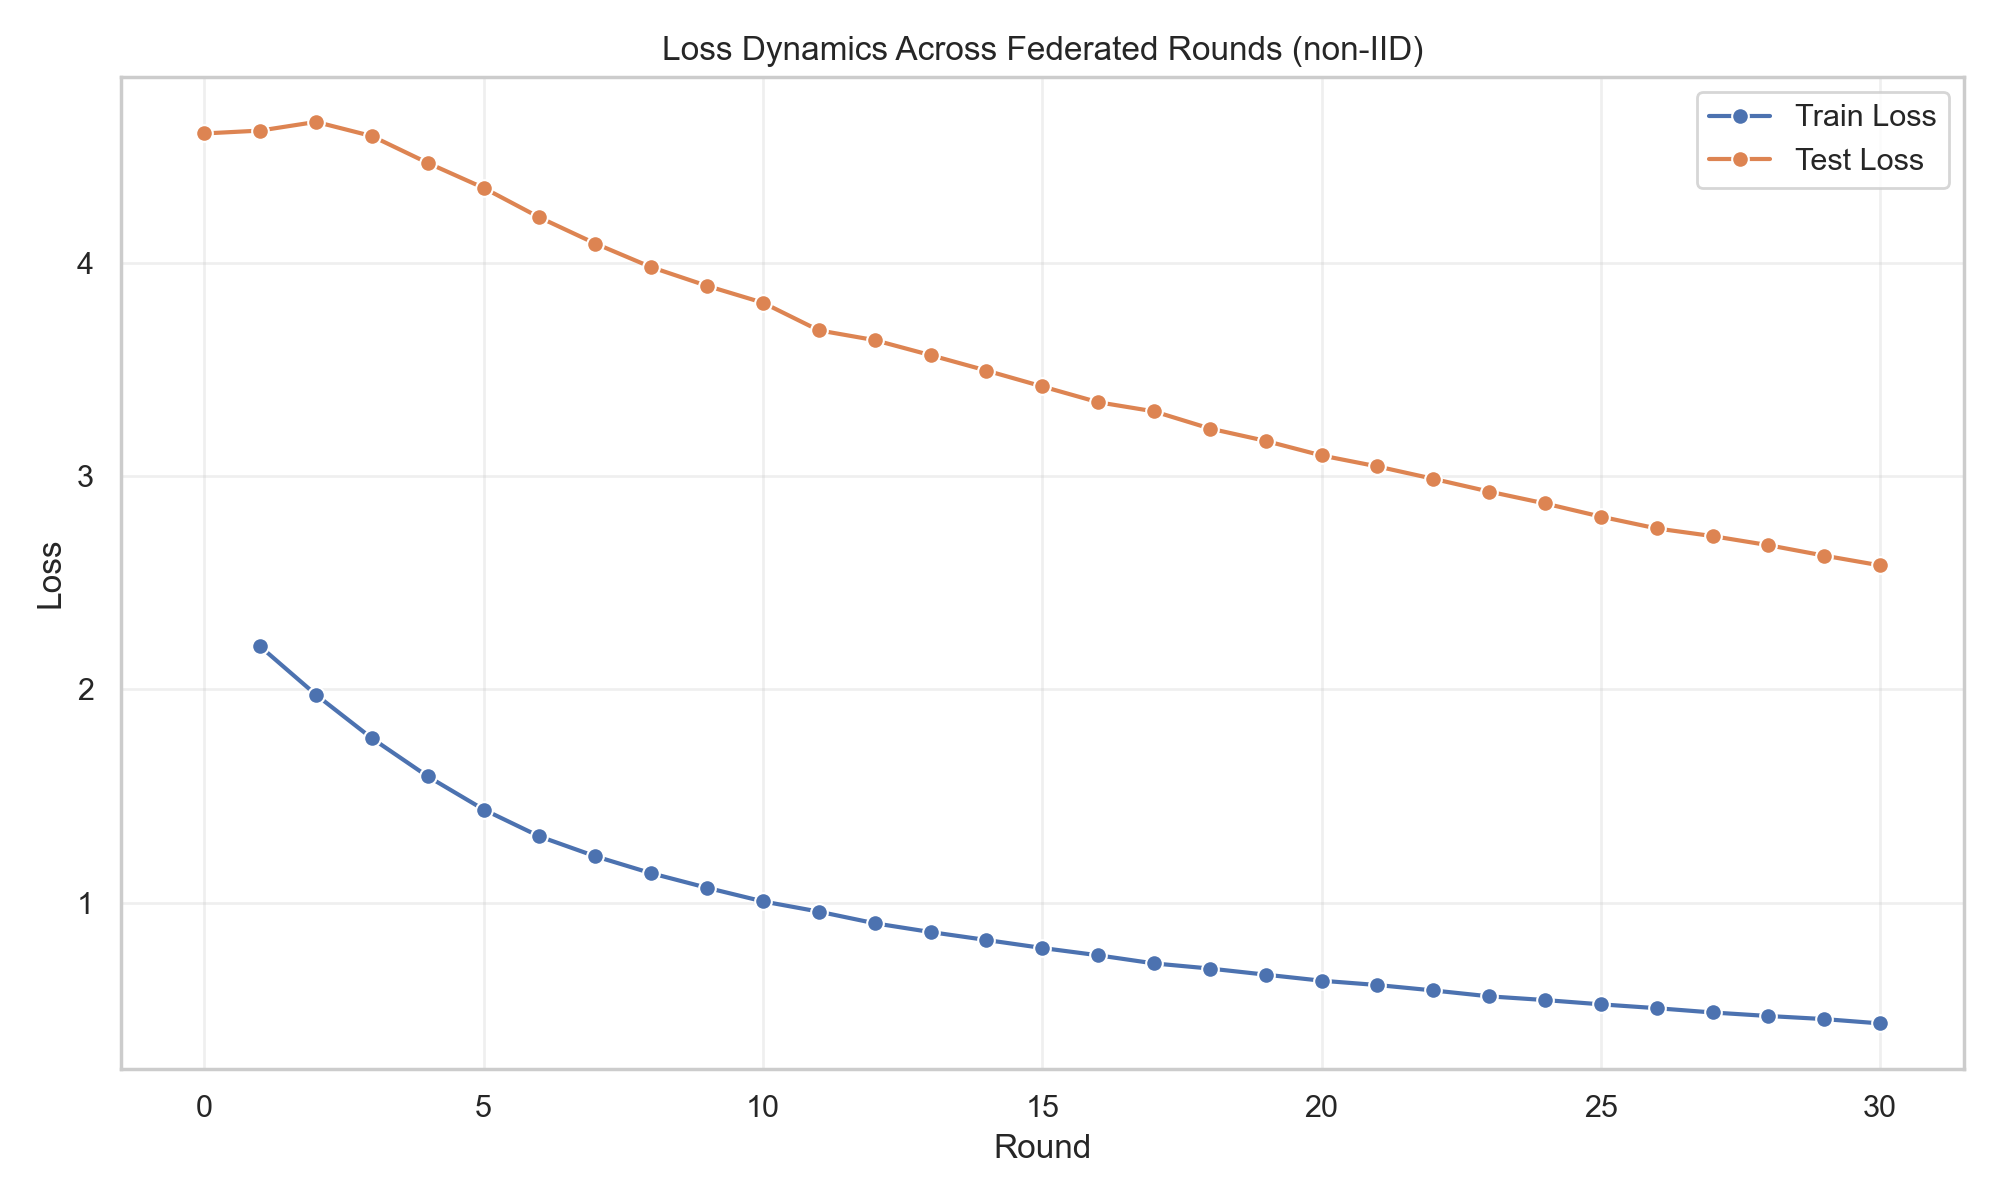 Loss Dynamics Across Federated Rounds (non-IID)
Train Loss
Test Loss
4
3
2
1
Loss
0 5 10 15 20 25 30
Round